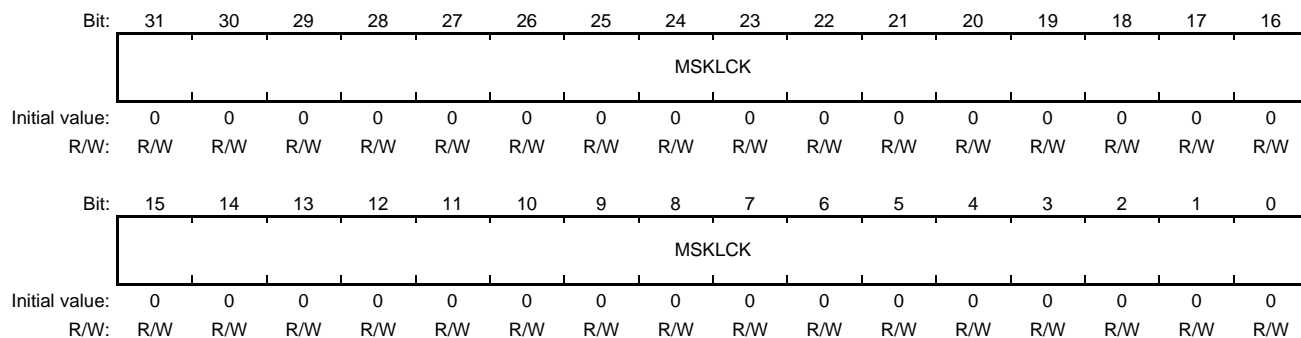 Bit: 31 30 29 28 27 26 25 24 23 22 21 20 19 18 17 16
MSKLCK
Initial value: 0 0 0 0 0 0 0 0 0 0 0 0 0 0 0 0
R/W: R/W R/W R/W R/W R/W R/W R/W R/W R/W R/W R/W R/W R/W R/W R/W R/W
Bit: 15 14 13 12 11 10 9 8 7 6 5 4 3 2 1 0
MSKLCK
Initial value: 0 0 0 0 0 0 0 0 0 0 0 0 0 0 0 0
R/W: R/W R/W R/W R/W R/W R/W R/W R/W R/W R/W R/W R/W R/W R/W R/W R/W